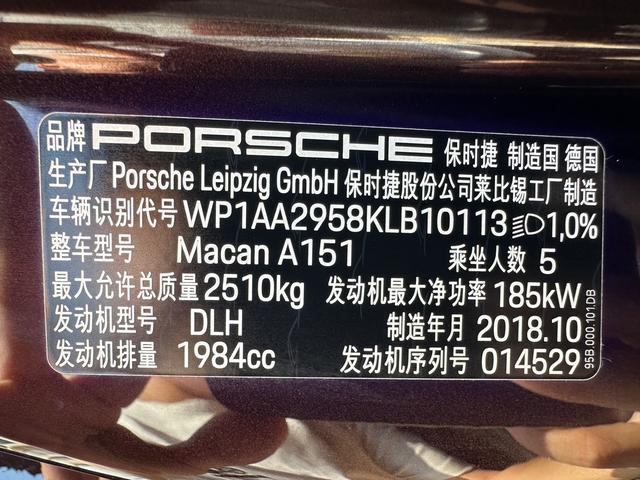 品牌 PORSCHE 保时捷 制造国 德国
生产厂 Porsche Leipzig GmbH 保时捷股份公司莱比锡工厂制造
车辆识别代号 WP1AA2958KLB10113 1,0%
整车型号 Macan A151 乘坐人数 5
最大允许总质量 2510kg 发动机最大净功率 185kW
发动机型号 DLH 制造年月 2018.10
发动机排量 1984cc 发动机序列号 014529
95B.000.101.DB